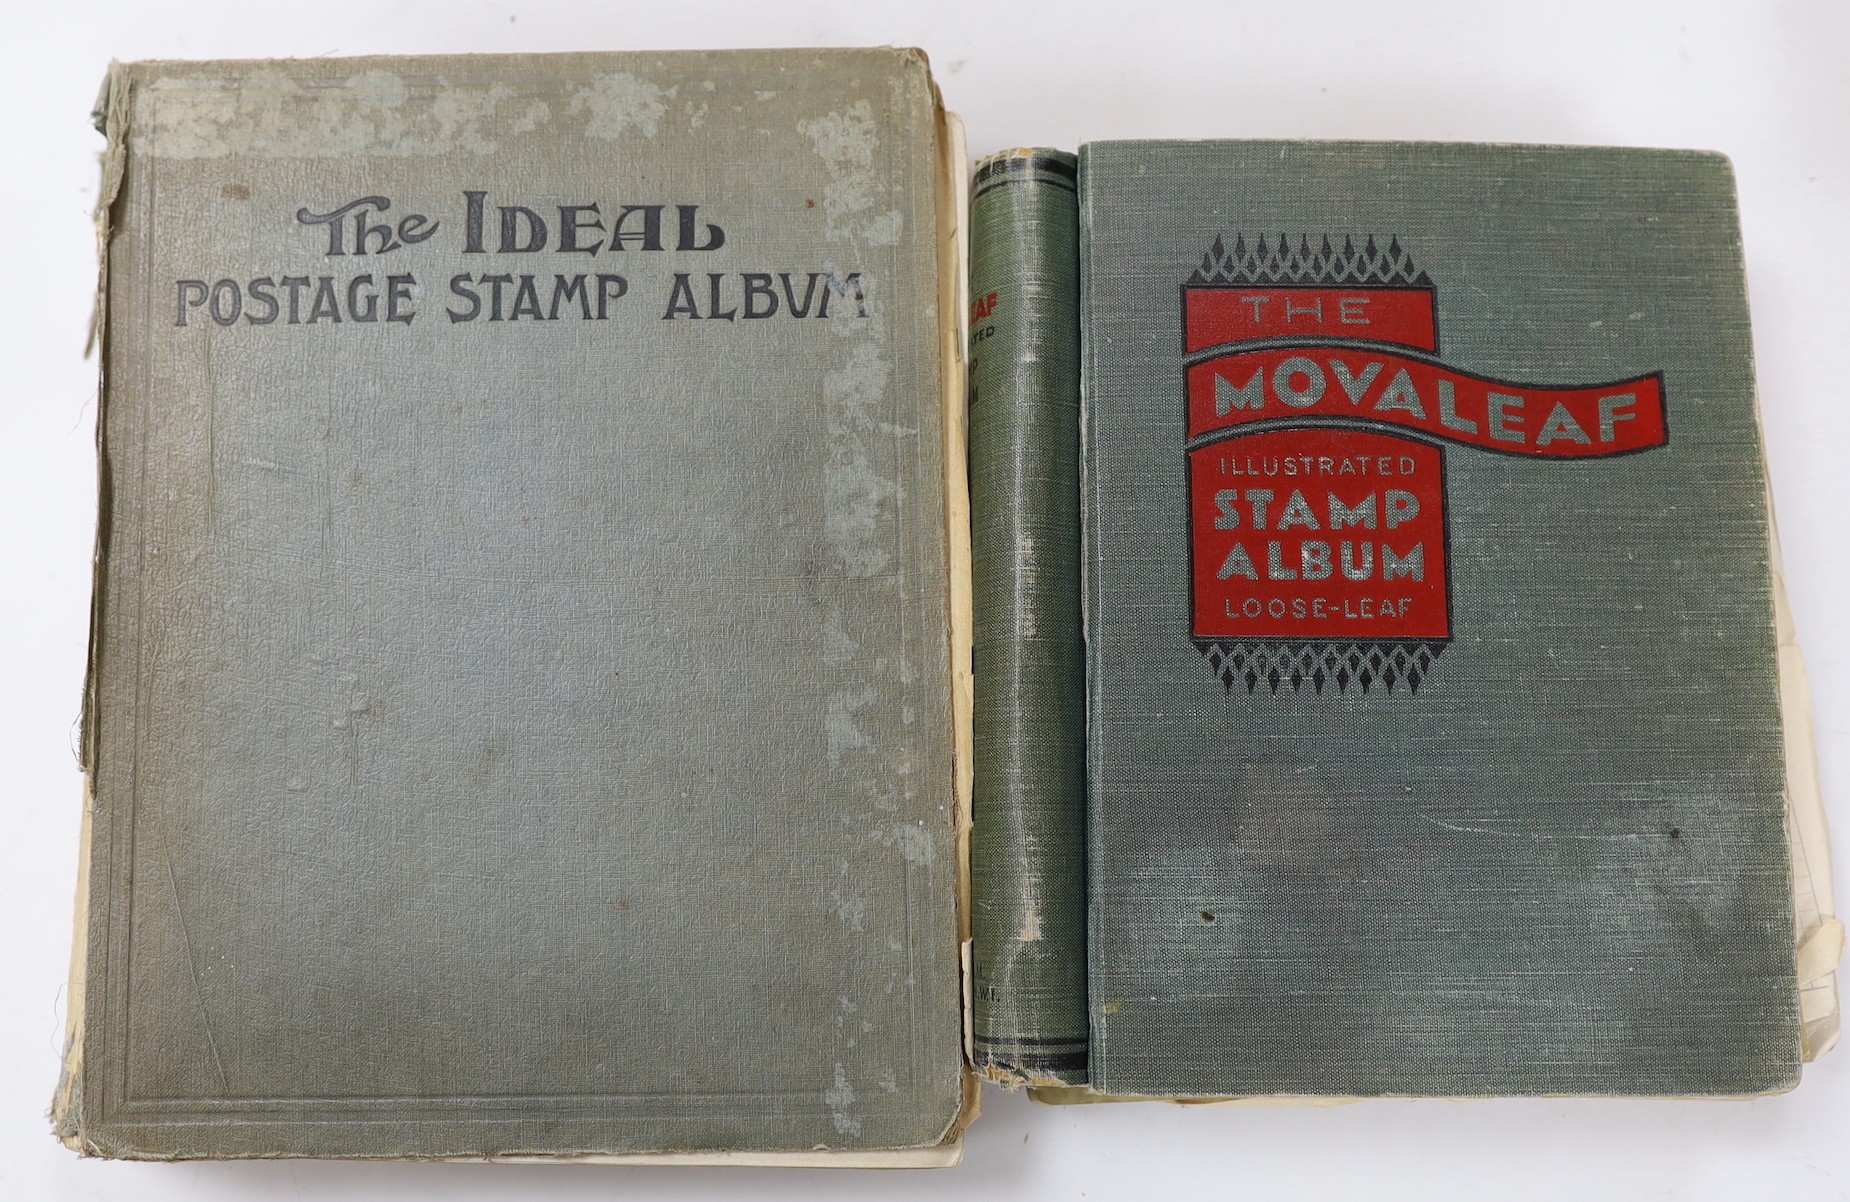 The IDEAL
POSTAGE STAMP ALBVM
THE
MOVALEAF
ILLUSTRATED
STAMP
ALBUM
LOOSE-LEAF